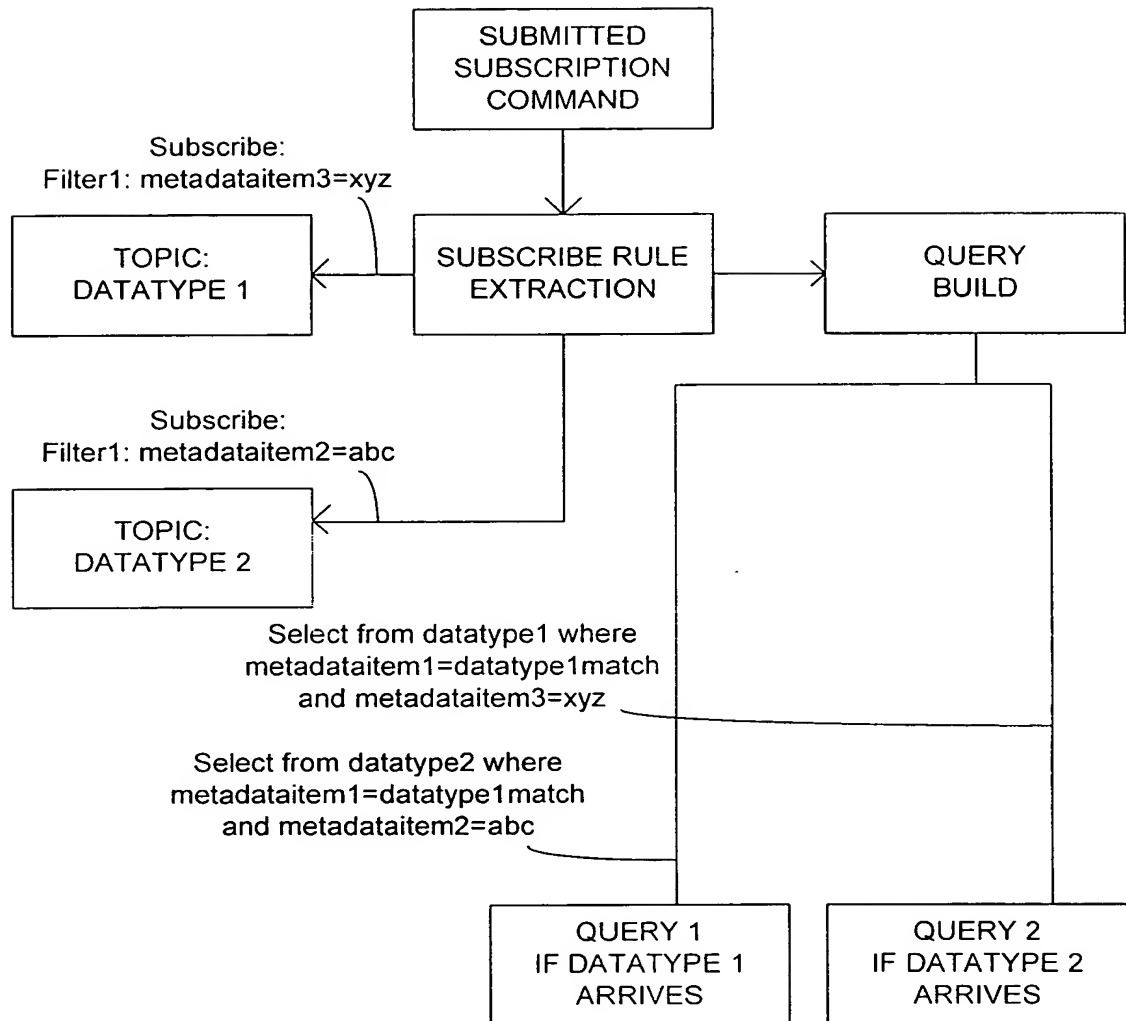 SUBMITTED
SUBSCRIPTION
COMMAND
Subscribe:
Filter1: metadataitem3=xyz
TOPIC:
DATATYPE 1
SUBSCRIBE RULE
EXTRACTION
QUERY
BUILD
Subscribe:
Filter1: metadataitem2=abc
TOPIC:
DATATYPE 2
Select from datatype1 where
metadataitem1=datatype1match
and metadataitem3=xyz
Select from datatype2 where
metadataitem1=datatype1match
and metadataitem2=abc
QUERY 1
IF DATATYPE 1
ARRIVES
QUERY 2
IF DATATYPE 2
ARRIVES